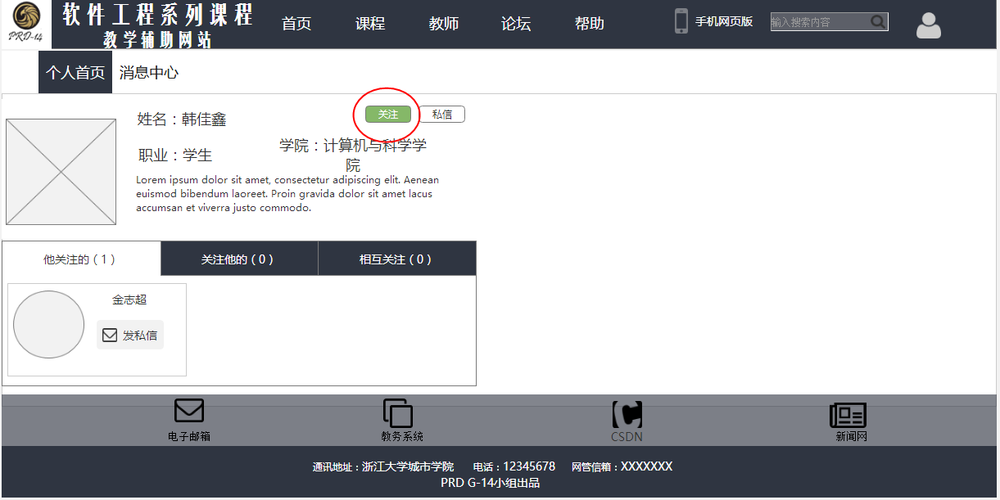 PRD-14
软件工程系列课程
教学辅助网站
首页 课程 教师 论坛 帮助 手机网页版 输入搜索内容
个人首页 消息中心
姓名：韩佳鑫 关注 私信
职业：学生 学院：计算机与科学学
院
Lorem ipsum dolor sit amet, consectetur adipiscing elit. Aenean
euismod bibendum laoreet. Proin gravida dolor sit amet lacus
accumsan et viverra justo commodo.
他关注的（1） 关注他的（0） 相互关注（0）
金志超
发私信
电子邮箱 教务系统 CSDN 新闻网
通讯地址：浙江大学城市学院 电话：12345678 网管信箱：XXXXXXX
PRD G-14小组出品